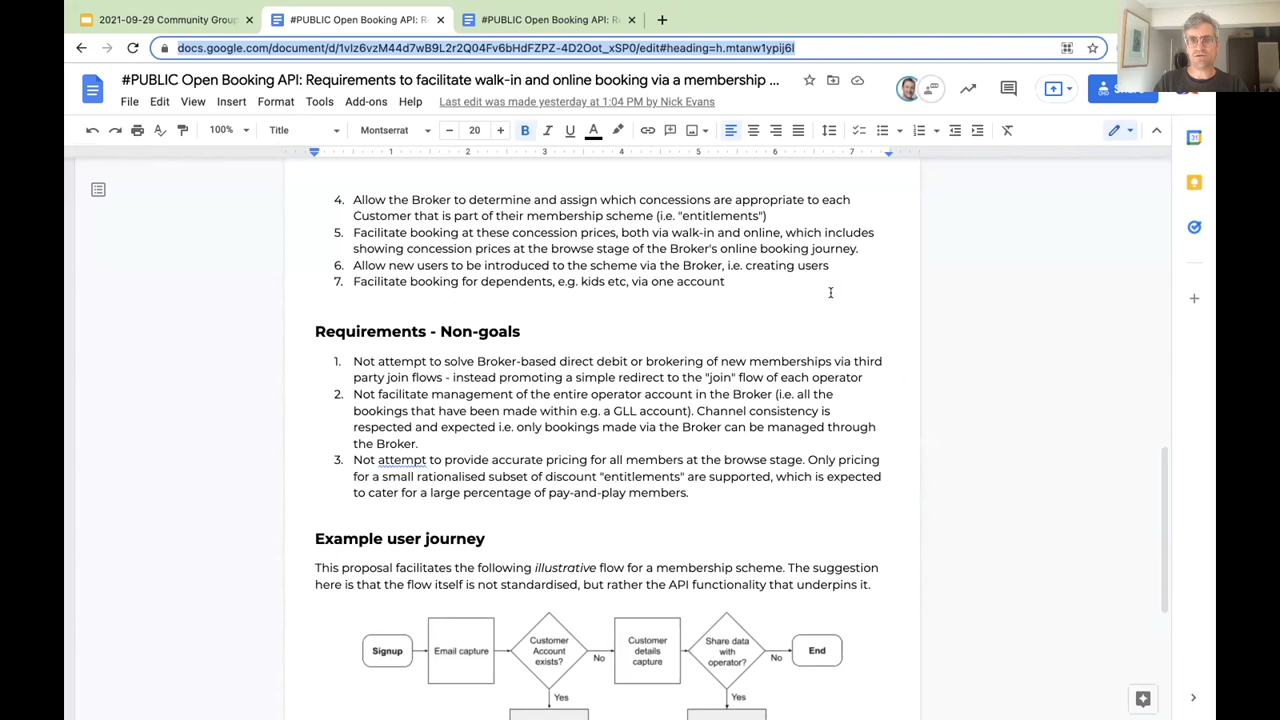 2021-09-29 Community Group
#PUBLIC Open Booking API: Re
#PUBLIC Open Booking API: Re
#PUBLIC Open Booking API: Requirements to facilitate walk-in and online booking via a membership ...
File Edit View Insert Format Tools Add-ons Help Last edit was made yesterday at 1:04 PM by Nick Evans
100% Title Montserrat 20 B I U A
1 2 3 4 5 6 7
4. Allow the Broker to determine and assign which concessions are appropriate to each
Customer that is part of their membership scheme (i.e. "entitlements")
5. Facilitate booking at these concession prices, both via walk-in and online, which includes
showing concession prices at the browse stage of the Broker's online booking journey.
6. Allow new users to be introduced to the scheme via the Broker, i.e. creating users
7. Facilitate booking for dependents, e.g. kids etc, via one account
Requirements - Non-goals
1. Not attempt to solve Broker-based direct debit or brokering of new memberships via third
party join flows - instead promoting a simple redirect to the "join" flow of each operator
2. Not facilitate management of the entire operator account in the Broker (i.e. all the
bookings that have been made within e.g. a GLL account). Channel consistency is
respected and expected i.e. only bookings made via the Broker can be managed through
the Broker.
3. Not attempt to provide accurate pricing for all members at the browse stage. Only pricing
for a small rationalised subset of discount "entitlements" are supported, which is expected
to cater for a large percentage of pay-and-play members.
Example user journey
This proposal facilitates the following illustrative flow for a membership scheme. The suggestion
here is that the flow itself is not standardised, but rather the API functionality that underpins it.
Signup
Email capture
Customer
Account
exists?
No
Customer
details
capture
Share data
with
operator?
No
End
Yes
Yes